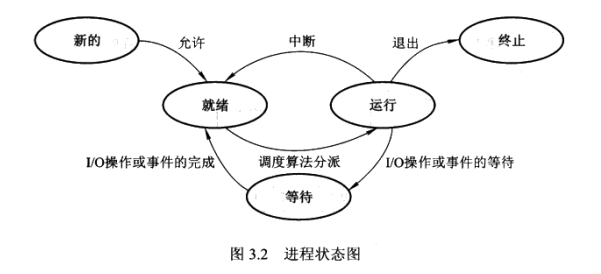 新的
允许
中断
退出
终止
就绪
运行
I/O操作或事件的完成
调度算法分派
I/O操作或事件的等待
等待
图 3.2 进程状态图